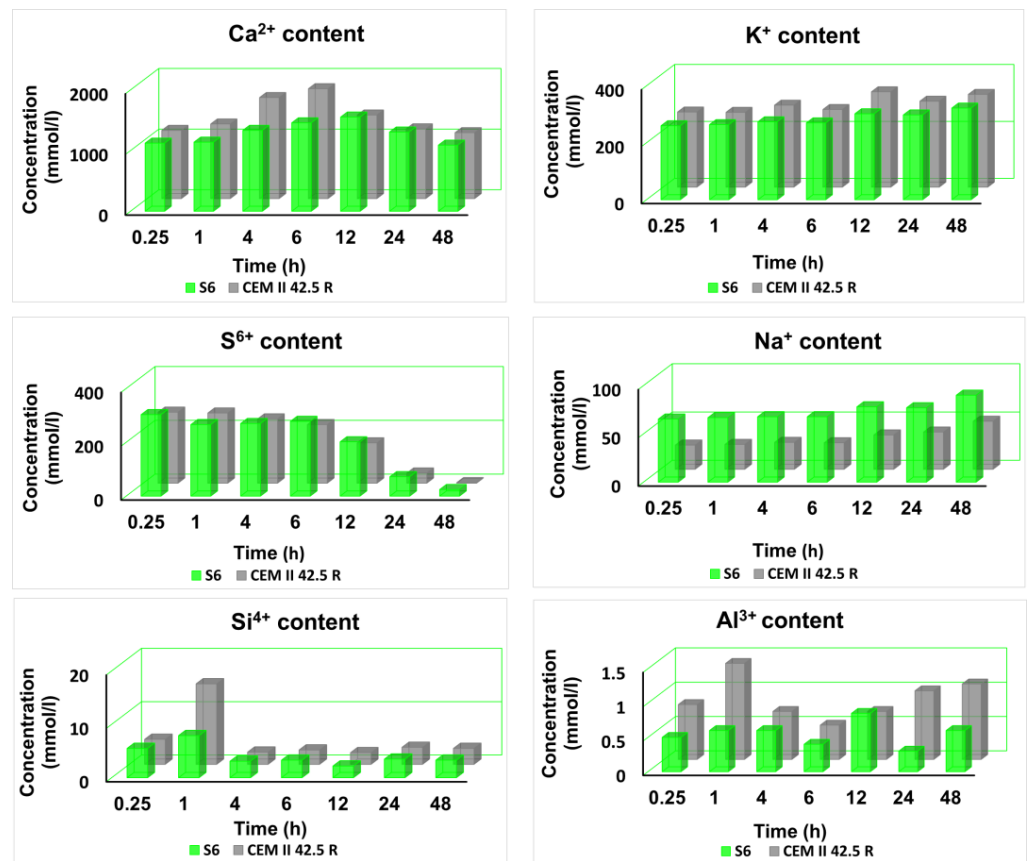 Ca²⁺ content
Concentration
(mmol/l)
2000
1000
0
0.25 1 4 6 12 24 48
Time (h)
S6 CEM II 42.5 R
K⁺ content
Concentration
(mmol/l)
400
200
0
0.25 1 4 6 12 24 48
Time (h)
S6 CEM II 42.5 R
S⁶⁺ content
Concentration
(mmol/l)
400
200
0
0.25 1 4 6 12 24 48
Time (h)
S6 CEM II 42.5 R
Na⁺ content
Concentration
(mmol/l)
100
50
0
0.25 1 4 6 12 24 48
Time (h)
S6 CEM II 42.5 R
Si⁴⁺ content
Concentration
(mmol/l)
20
10
0
0.25 1 4 6 12 24 48
Time (h)
S6 CEM II 42.5 R
Al³⁺ content
Concentration
(mmol/l)
1.5
1
0.5
0
0.25 1 4 6 12 24 48
Time (h)
S6 CEM II 42.5 R